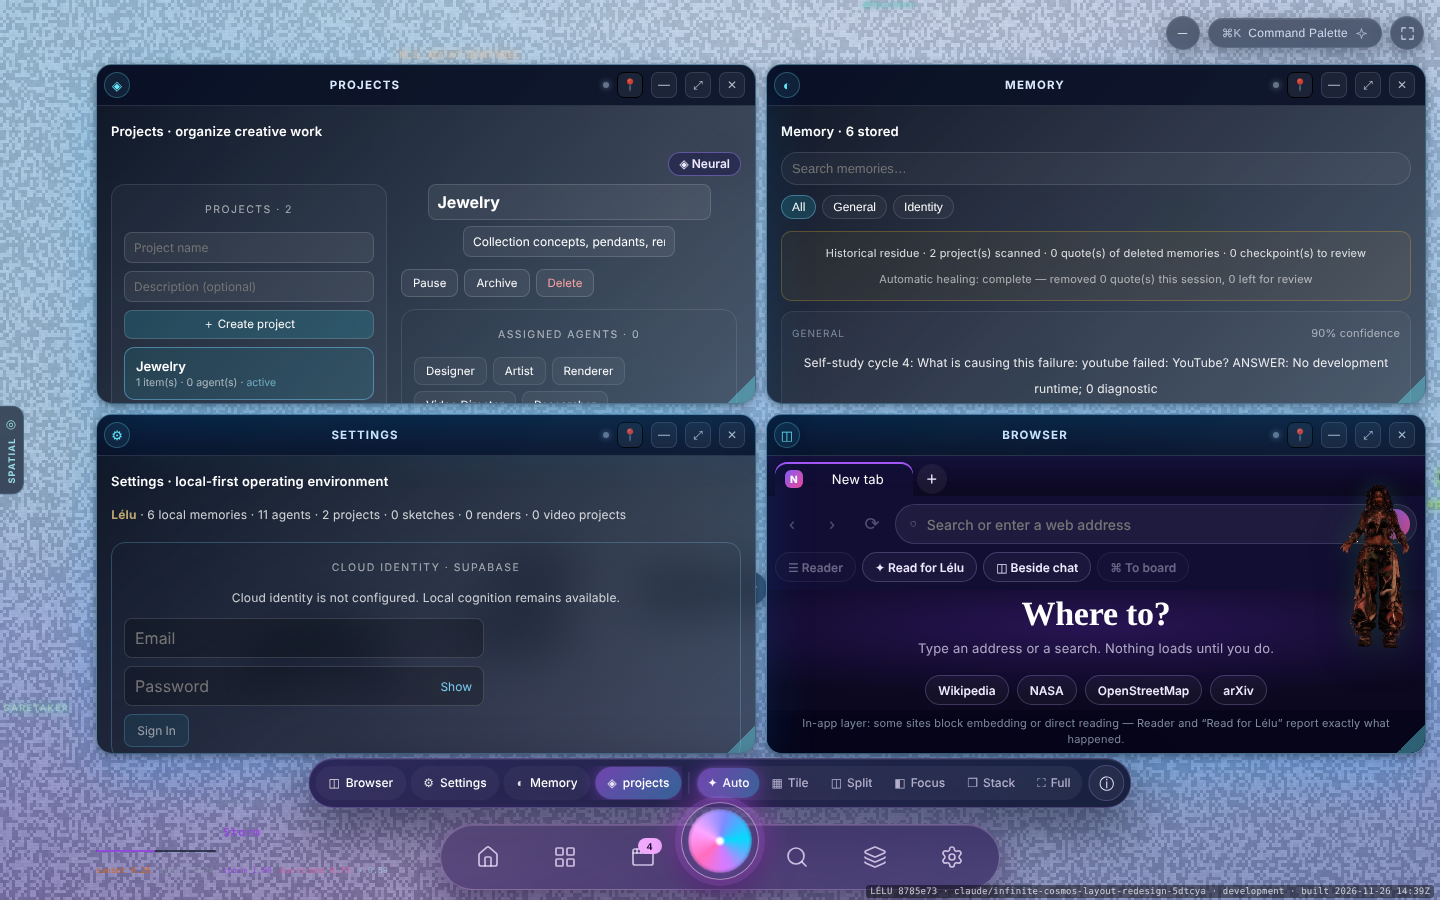 ⌘K Command Palette
PROJECTS
Projects · organize creative work
Neural
PROJECTS · 2
Project name
Description (optional)
+ Create project
Jewelry
1 item(s) · 0 agent(s) · active
Jewelry
Collection concepts, pendants, re
Pause
Archive
Delete
ASSIGNED AGENTS · 0
Designer
Artist
Renderer
MEMORY
Memory · 6 stored
Search memories...
All
General
Identity
Historical residue · 2 project(s) scanned · 0 quote(s) of deleted memories · 0 checkpoint(s) to review
Automatic healing: complete — removed 0 quote(s) this session, 0 left for review
GENERAL
90% confidence
Self-study cycle 4: What is causing this failure: youtube failed: YouTube? ANSWER: No development
runtime; 0 diagnostic
SPATIAL
SETTINGS
Settings · local-first operating environment
Lélu · 6 local memories · 11 agents · 2 projects · 0 sketches · 0 renders · 0 video projects
CLOUD IDENTITY · SUPABASE
Cloud identity is not configured. Local cognition remains available.
Email
Password
Show
Sign In
BROWSER
N
New tab
+
Search or enter a web address
Reader
Read for Lélu
Beside chat
⌘ To board
Where to?
Type an address or a search. Nothing loads until you do.
Wikipedia
NASA
OpenStreetMap
arXiv
In-app layer: some sites block embedding or direct reading — Reader and “Read for Lélu” report exactly what
happened.
CARETAKER
Browser
Settings
Memory
projects
Auto
Tile
Split
Focus
Stack
Full
4
LÉLU 8785e73 · claude/infinite-cosmos-layout-redesign-5dtcya · development · built 2026-11-26 14:39Z